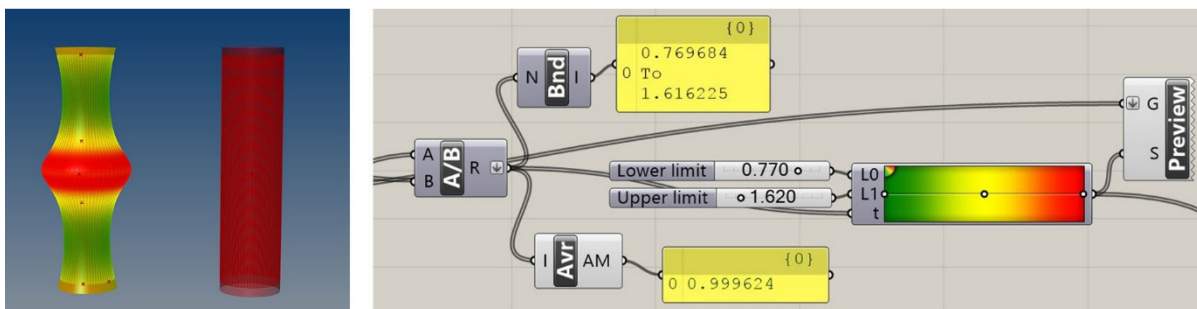 {0}
0.769684
0 To
1.616225
N Bnd I
A
B
A/B R
G
S
Preview
Lower limit 0.770
Upper limit 1.620
L0
L1
t
I Avr AM
{0}
0 0.999624